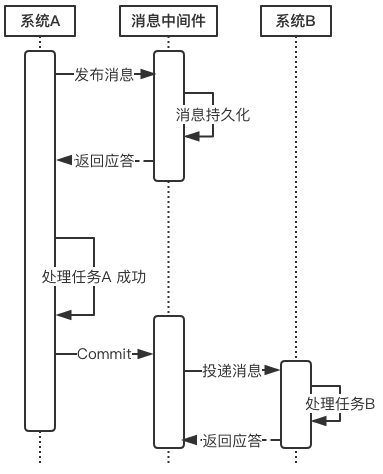 系统A
消息中间件
系统B
发布消息
消息持久化
返回应答
处理任务A 成功
Commit
投递消息
处理任务B
返回应答